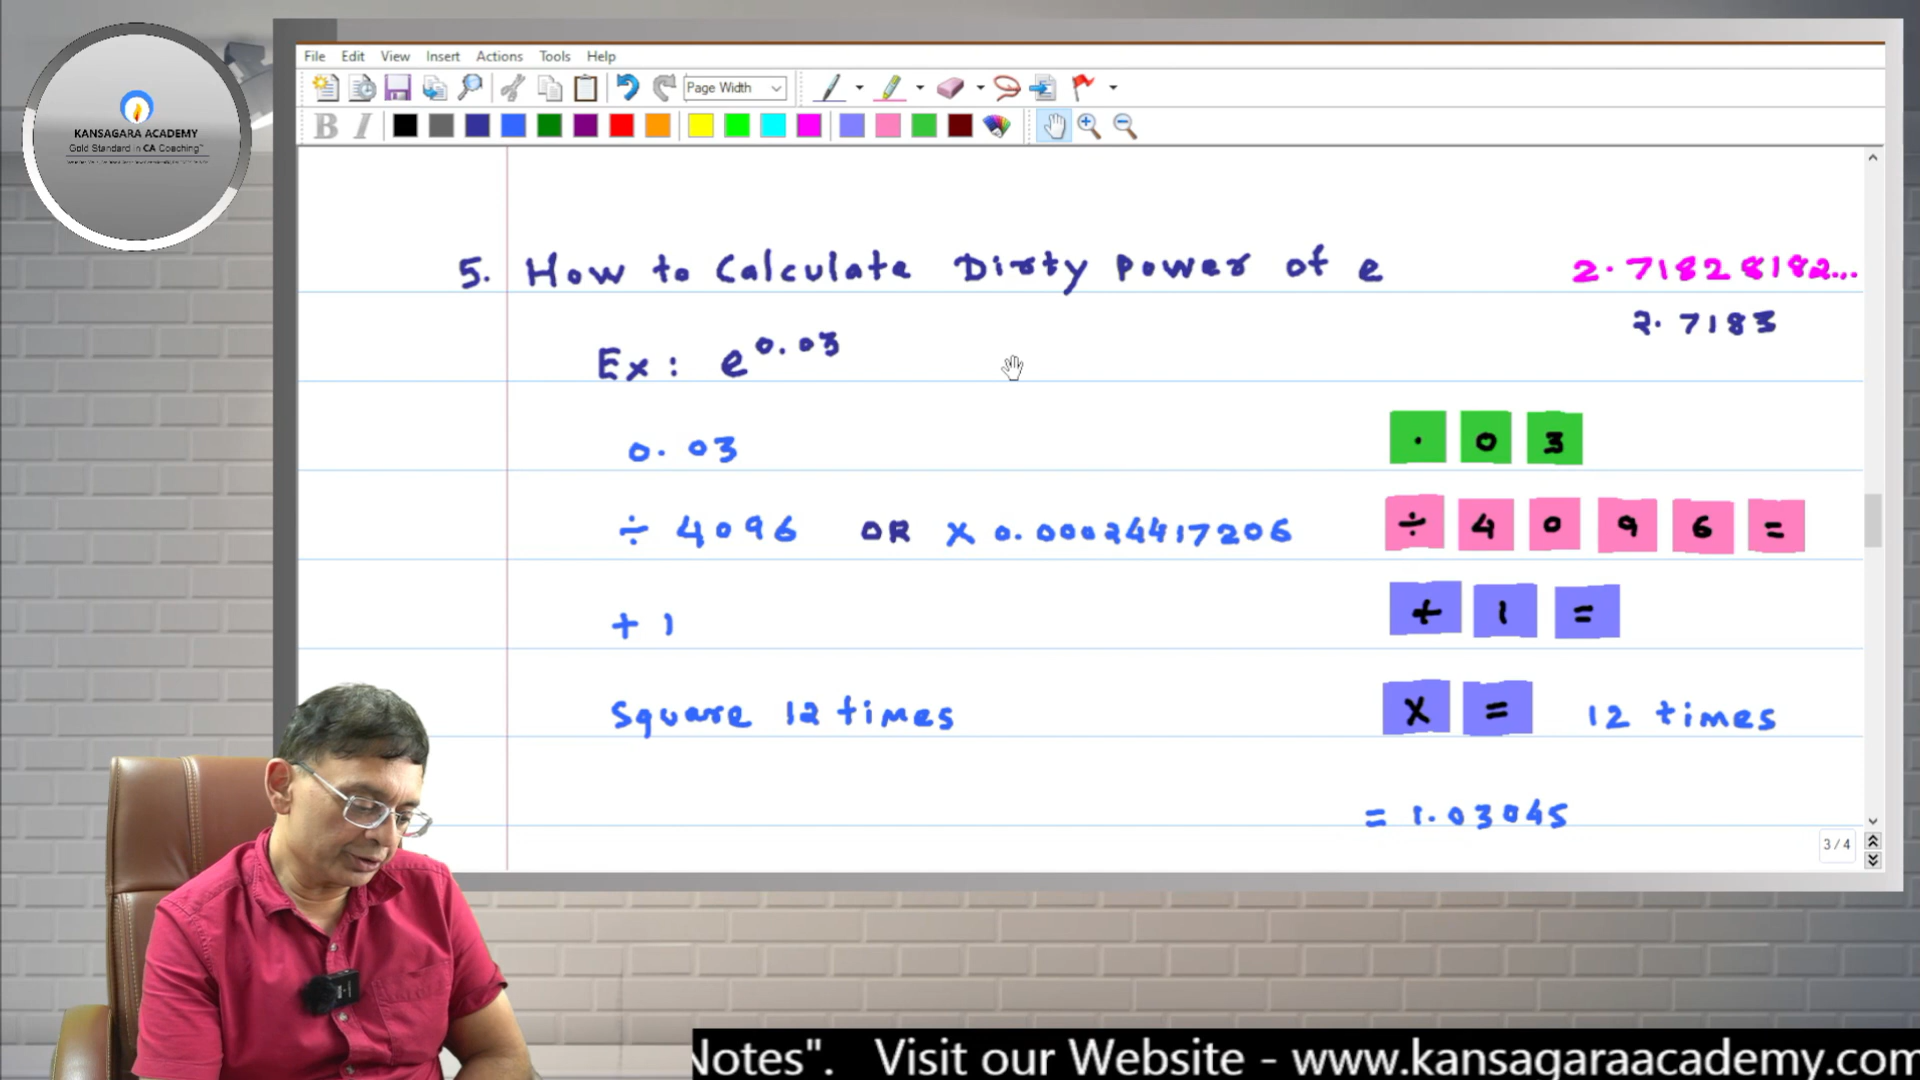 KANSAGARA ACADEMY
Gold Standard in CA Coaching™
File Edit View Insert Actions Tools Help
Page Width
B I
5. How to Calculate Dirty Power of e 2.71828182...
2.7183
Ex: e^0.03
0.03 . 0 3
÷ 4096 OR × 0.00024417206 ÷ 4 0 9 6 =
+ 1 + 1 =
Square 12 times × = 12 times
= 1.03045
3 / 4
Notes". Visit our Website - www.kansagaraacademy.com